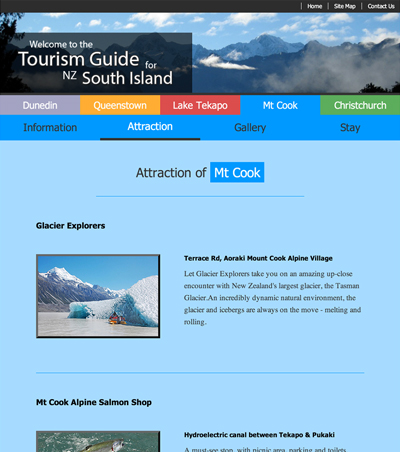 Home | Site Map | Contact Us
Welcome to the
Tourism Guide for
NZ South Island
Dunedin Queenstown Lake Tekapo Mt Cook Christchurch
Information Attraction Gallery Stay
Attraction of Mt Cook
Glacier Explorers
Terrace Rd, Aoraki Mount Cook Alpine Village
Let Glacier Explorers take you on an amazing up-close
encounter with New Zealand's largest glacier, the Tasman
Glacier.An incredibly dynamic natural environment, the
glacier and icebergs are always on the move - melting and
rolling.
Mt Cook Alpine Salmon Shop
Hydroelectric canal between Tekapo & Pukaki
A must-see stop, with picnic area, parking and toilets.